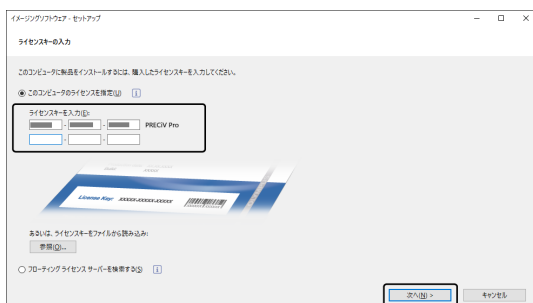 イメージングソフトウェア - セットアップ
ライセンスキーの入力
このコンピュータに製品をインストールするには、購入したライセンスキーを入力してください。
このコンピュータのライセンスを指定(U)
ライセンスキーを入力(E):
- - PRECiV Pro
- -
License Key: XXXXX-XXXXX-XXXXX
あるいは、ライセンスキーをファイルから読み込み:
参照(O)...
フローティング ライセンス サーバーを検索する(S)
次へ(N) > キャンセル